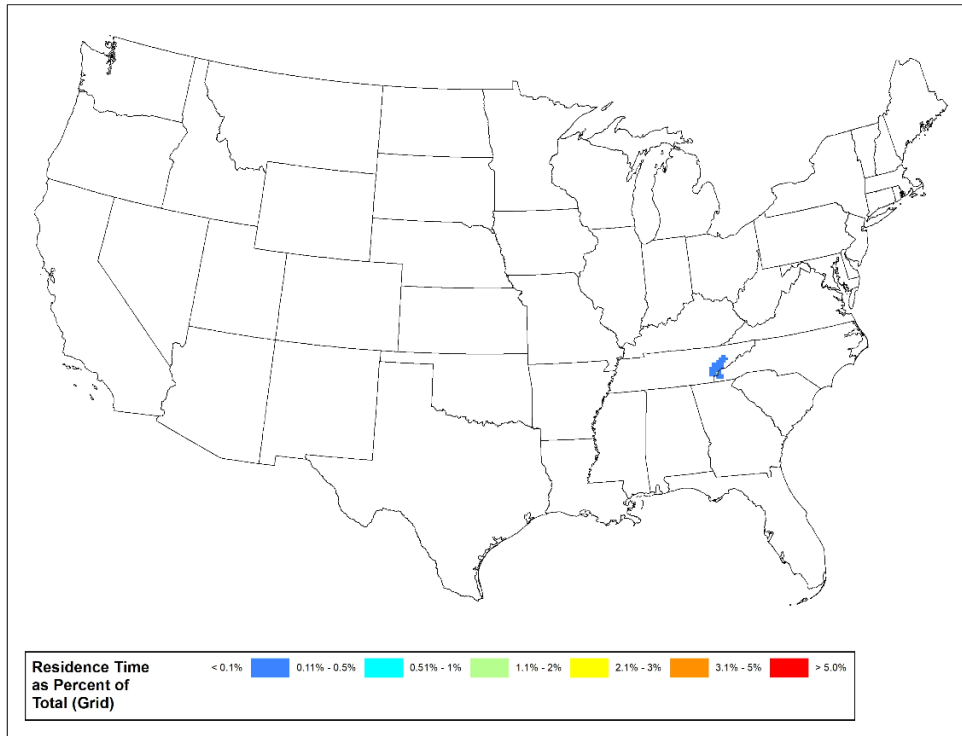 Residence Time
as Percent of
Total (Grid)
< 0.1% 0.11% - 0.5% 0.51% - 1% 1.1% - 2% 2.1% - 3% 3.1% - 5% > 5.0%